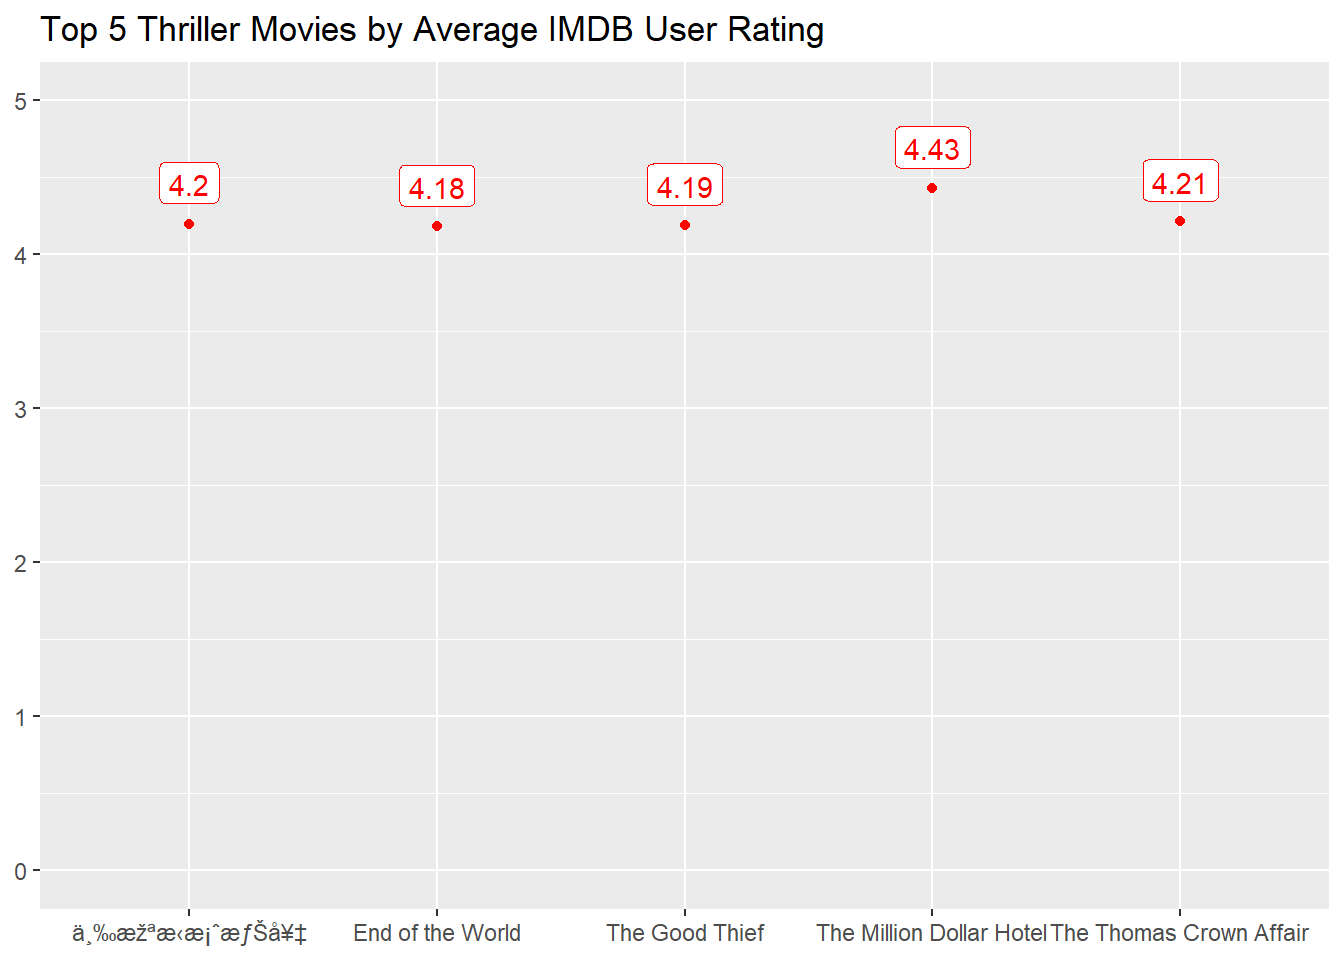 Top 5 Thriller Movies by Average IMDB User Rating
5
4.43
4.2
4.18
4.19
4.21
4
3
2
1
0
ä¸‰æžªæ‹æ¡ˆæƒŠå¥‡
End of the World
The Good Thief
The Million Dollar Hotel
The Thomas Crown Affair